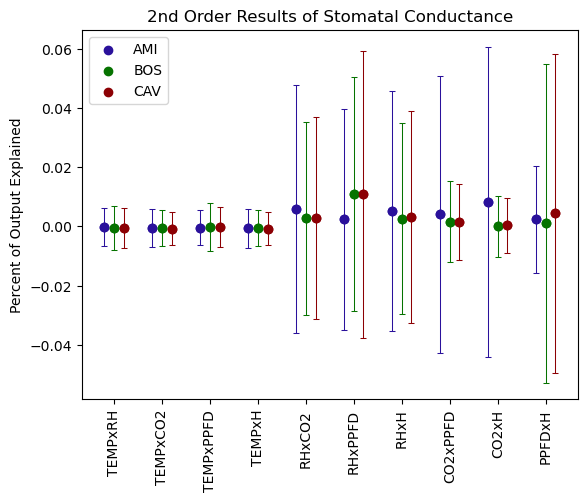 2nd Order Results of Stomatal Conductance
AMI
BOS
CAV
Percent of Output Explained
0.06
0.04
0.02
0.00
−0.02
−0.04
TEMPxRH
TEMPxCO2
TEMPxPPFD
TEMPxH
RHxCO2
RHxPPFD
RHxH
CO2xPPFD
CO2xH
PPFDxH